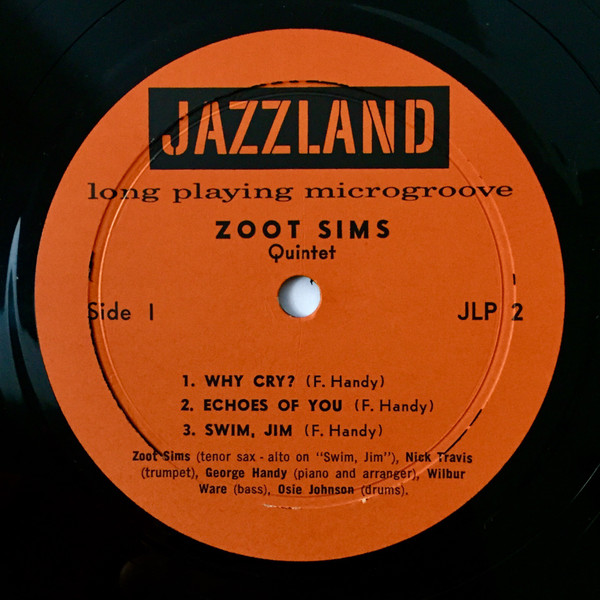 JAZZLAND
long playing microgroove
ZOOT SIMS
Quintet
Side 1 JLP 2
1. WHY CRY? (F. Handy)
2. ECHOES OF YOU (F. Handy)
3. SWIM, JIM (F. Handy)
Zoot Sims (tenor sax - alto on "Swim, Jim"), Nick Travis
(trumpet), George Handy (piano and arranger), Wilbur
Ware (bass), Osie Johnson (drums).